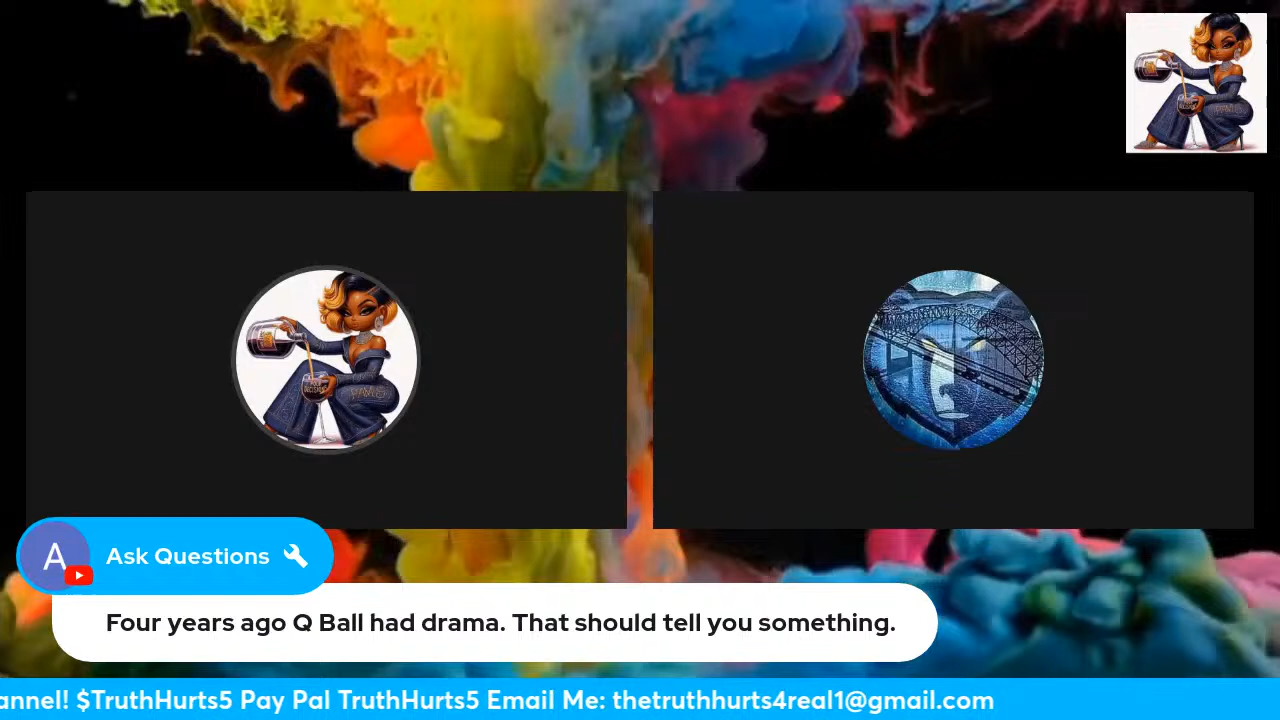 A
Ask Questions
Four years ago Q Ball had drama. That should tell you something.
annel! $TruthHurts5 Pay Pal TruthHurts5 Email Me: thetruthhurts4real1@gmail.com